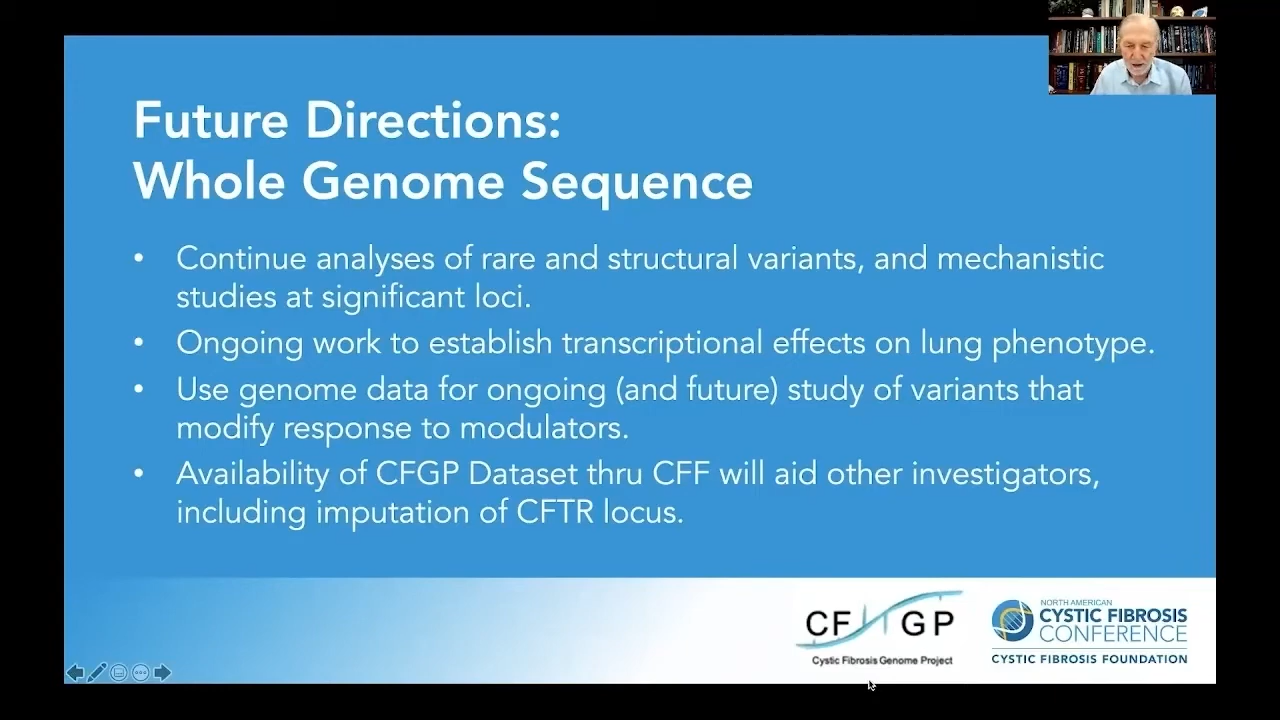 Future Directions:
Whole Genome Sequence
• Continue analyses of rare and structural variants, and mechanistic
studies at significant loci.
• Ongoing work to establish transcriptional effects on lung phenotype.
• Use genome data for ongoing (and future) study of variants that
modify response to modulators.
• Availability of CFGP Dataset thru CFF will aid other investigators,
including imputation of CFTR locus.
CF GP
Cystic Fibrosis Genome Project
NORTH AMERICAN
CYSTIC FIBROSIS
CONFERENCE
CYSTIC FIBROSIS FOUNDATION